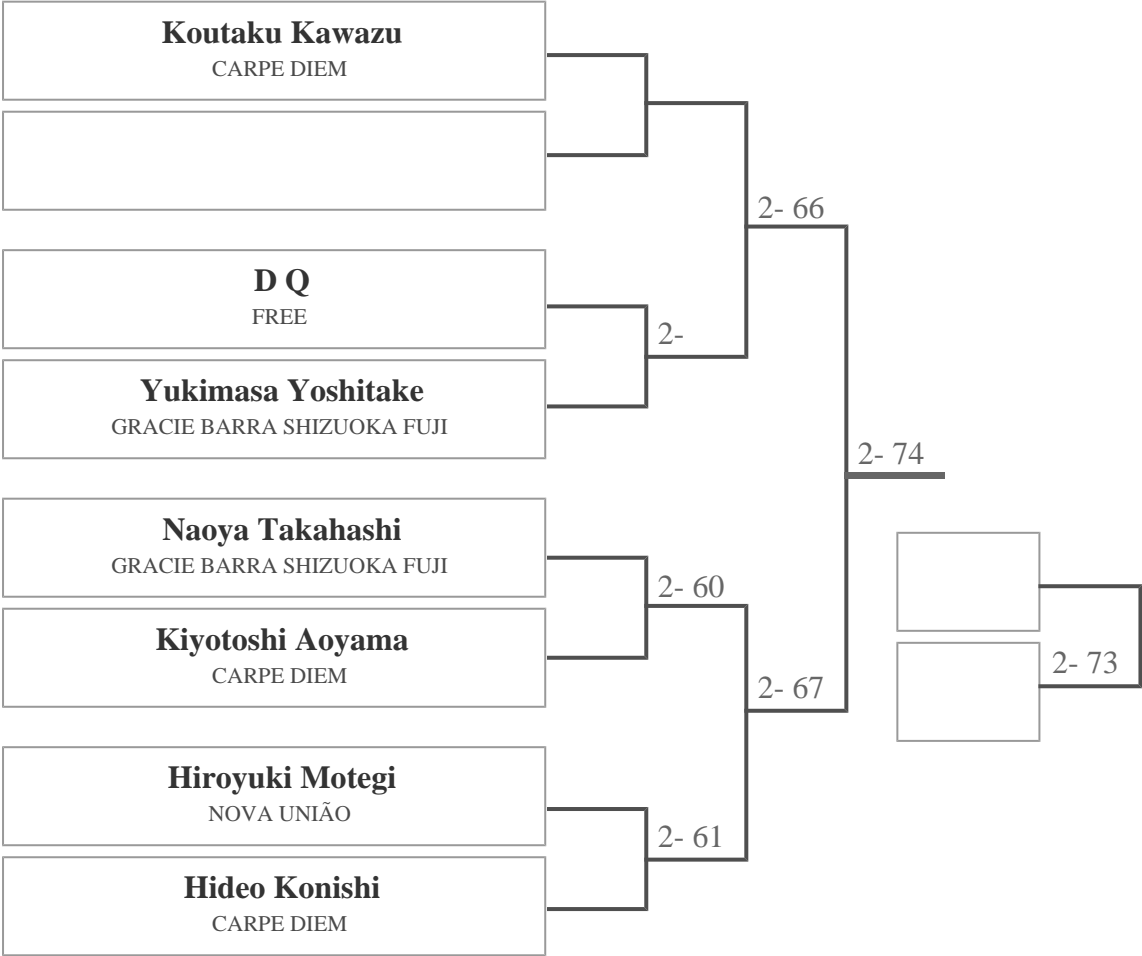 Koutaku Kawazu
CARPE DIEM
2- 66
D Q
FREE
2-
Yukimasa Yoshitake
GRACIE BARRA SHIZUOKA FUJI
2- 74
Naoya Takahashi
GRACIE BARRA SHIZUOKA FUJI
2- 60
Kiyotoshi Aoyama
CARPE DIEM
2- 73
2- 67
Hiroyuki Motegi
NOVA UNIÃO
2- 61
Hideo Konishi
CARPE DIEM